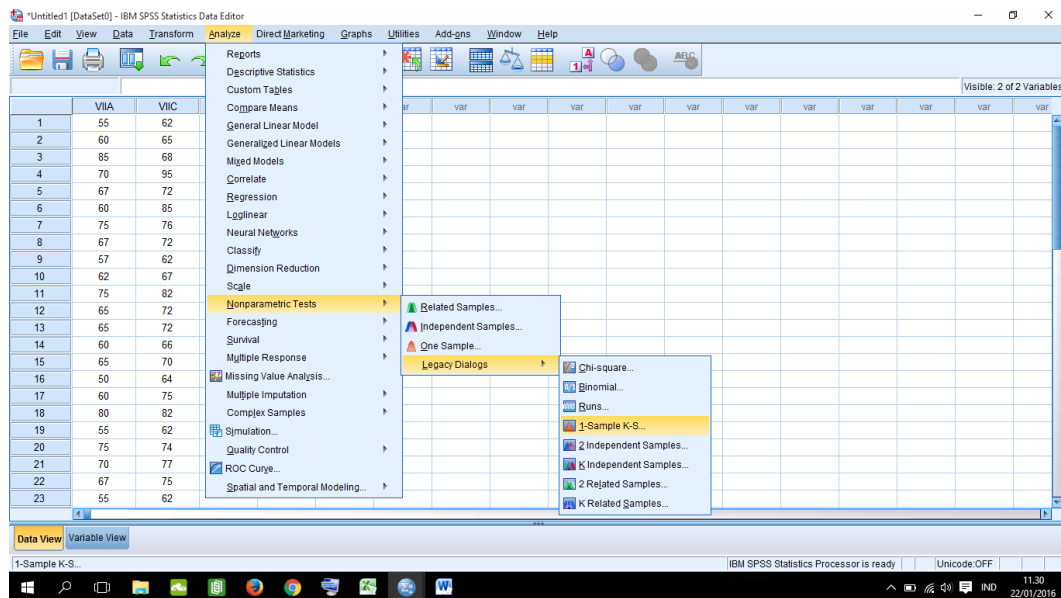 *Untitled1 [DataSet0] - IBM SPSS Statistics Data Editor
File Edit View Data Transform Analyze Direct Marketing Graphs Utilities Add-ons Window Help
Visible: 2 of 2 Variables
VIIA VIIC var var var var var var var var var var
1 55 62
2 60 65
3 85 68
4 70 95
5 67 72
6 60 85
7 75 76
8 67 72
9 57 62
10 62 67
11 75 82
12 65 72
13 65 72
14 60 66
15 65 70
16 50 64
17 60 75
18 80 82
19 55 62
20 75 74
21 70 77
22 67 75
23 55 62
Reports
Descriptive Statistics
Custom Tables
Compare Means
General Linear Model
Generalized Linear Models
Mixed Models
Correlate
Regression
Loglinear
Neural Networks
Classify
Dimension Reduction
Scale
Nonparametric Tests
Forecasting
Survival
Multiple Response
Missing Value Analysis...
Multiple Imputation
Complex Samples
Simulation...
Quality Control
ROC Curve...
Spatial and Temporal Modeling...
Related Samples...
Independent Samples...
One Sample...
Legacy Dialogs
Chi-square...
Binomial...
Runs...
1-Sample K-S...
2 Independent Samples...
K Independent Samples...
2 Related Samples...
K Related Samples...
Data View Variable View
1-Sample K-S...
IBM SPSS Statistics Processor is ready Unicode:OFF
IND
11.30
22/01/2016